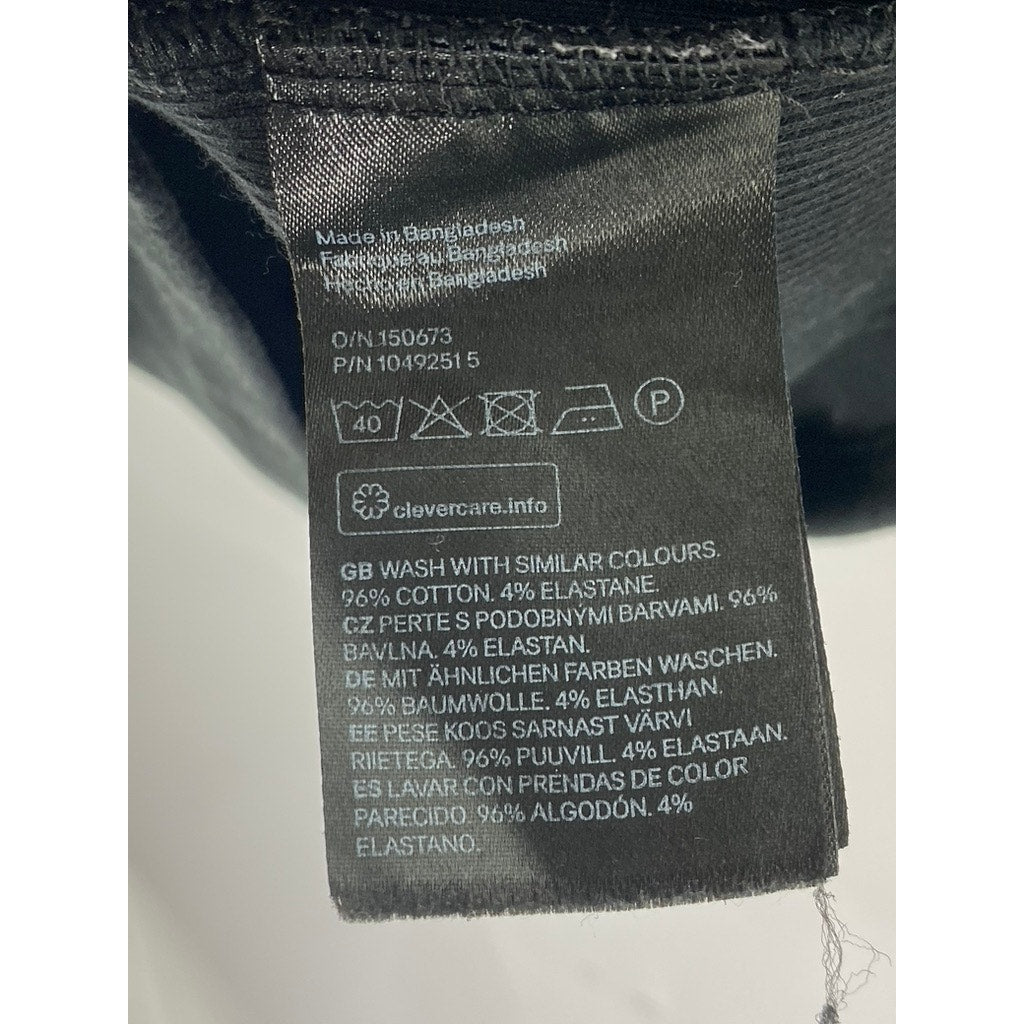 Made in Bangladesh
Fabriqué au Bangladesh
Hecho en Bangladesh
O/N 150673
P/N 1049251 5
40
P
clevercare.info
GB WASH WITH SIMILAR COLOURS.
96% COTTON. 4% ELASTANE.
CZ PERTE S PODOBNÝMI BARVAMI. 96%
BAVLNA. 4% ELASTAN.
DE MIT ÄHNLICHEN FARBEN WASCHEN.
96% BAUMWOLLE. 4% ELASTHAN.
EE PESE KOOS SARNAST VÄRVI
RIIETEGA. 96% PUUVILL. 4% ELASTAAN.
ES LAVAR CON PRENDAS DE COLOR
PARECIDO. 96% ALGODÓN. 4%
ELASTANO.